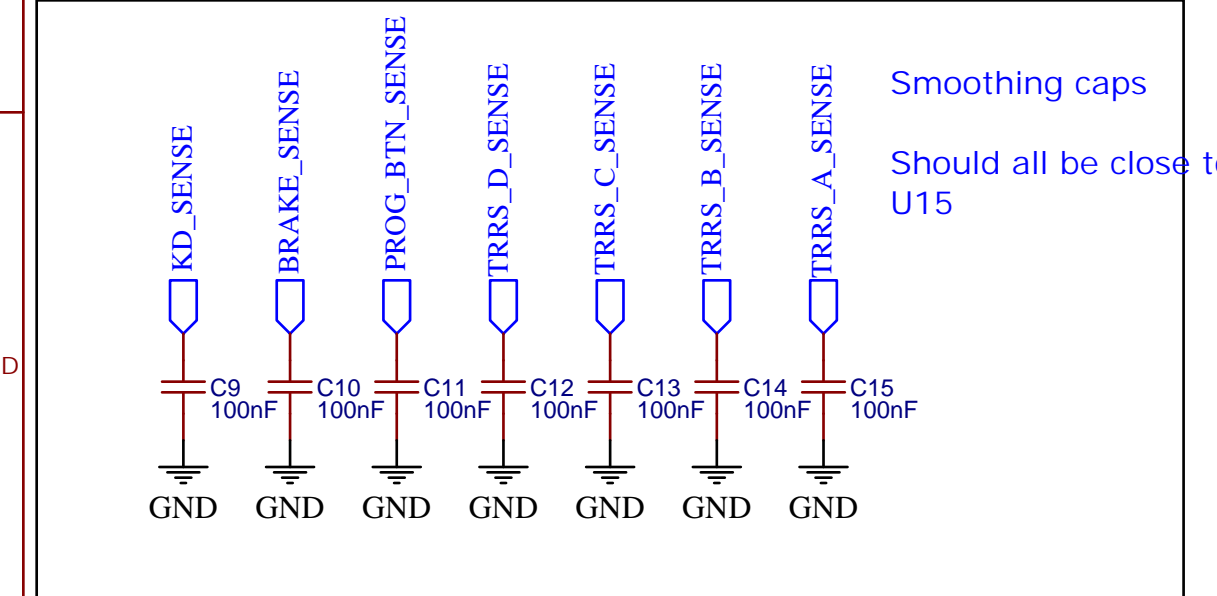 KD_SENSE
BRAKE_SENSE
PROG_BTN_SENSE
TRRS_D_SENSE
TRRS_C_SENSE
TRRS_B_SENSE
TRRS_A_SENSE
Smoothing caps
Should all be close
U15
D
C9
100nF
C10
100nF
C11
100nF
C12
100nF
C13
100nF
C14
100nF
C15
100nF
GND GND GND GND GND GND GND